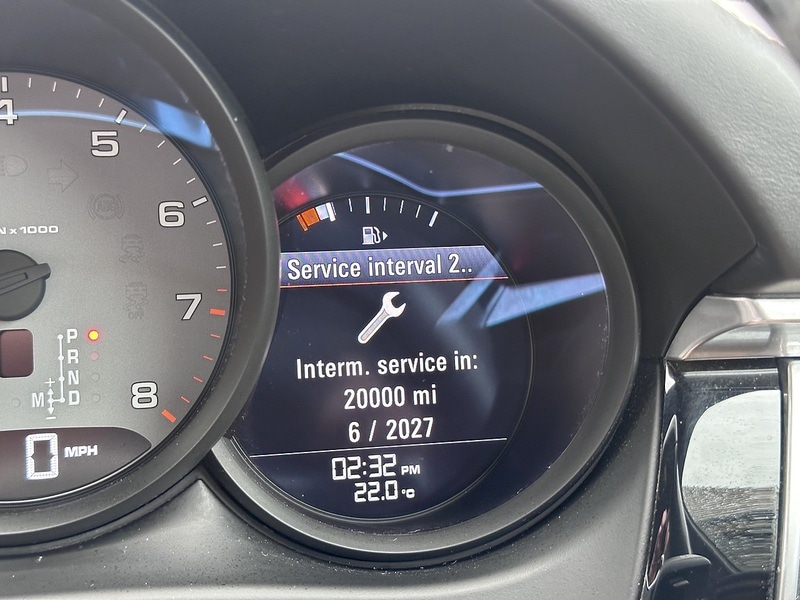 4
5
6
N x 1000
7
8
P
R
N
M D
+
-
0 MPH
Service interval 2..
Interm. service in:
20000 mi
6 / 2027
02:32 PM
22.0 °C